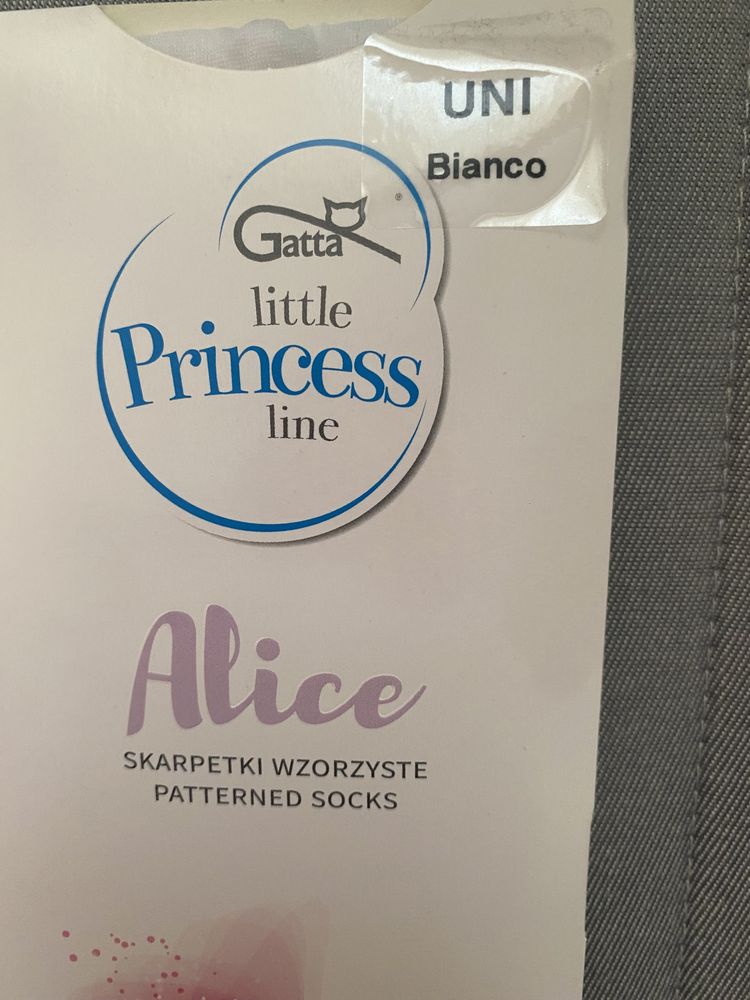 UNI
Bianco
Gatta®
little
Princess
line
Alice
SKARPETKI WZORZYSTE
PATTERNED SOCKS